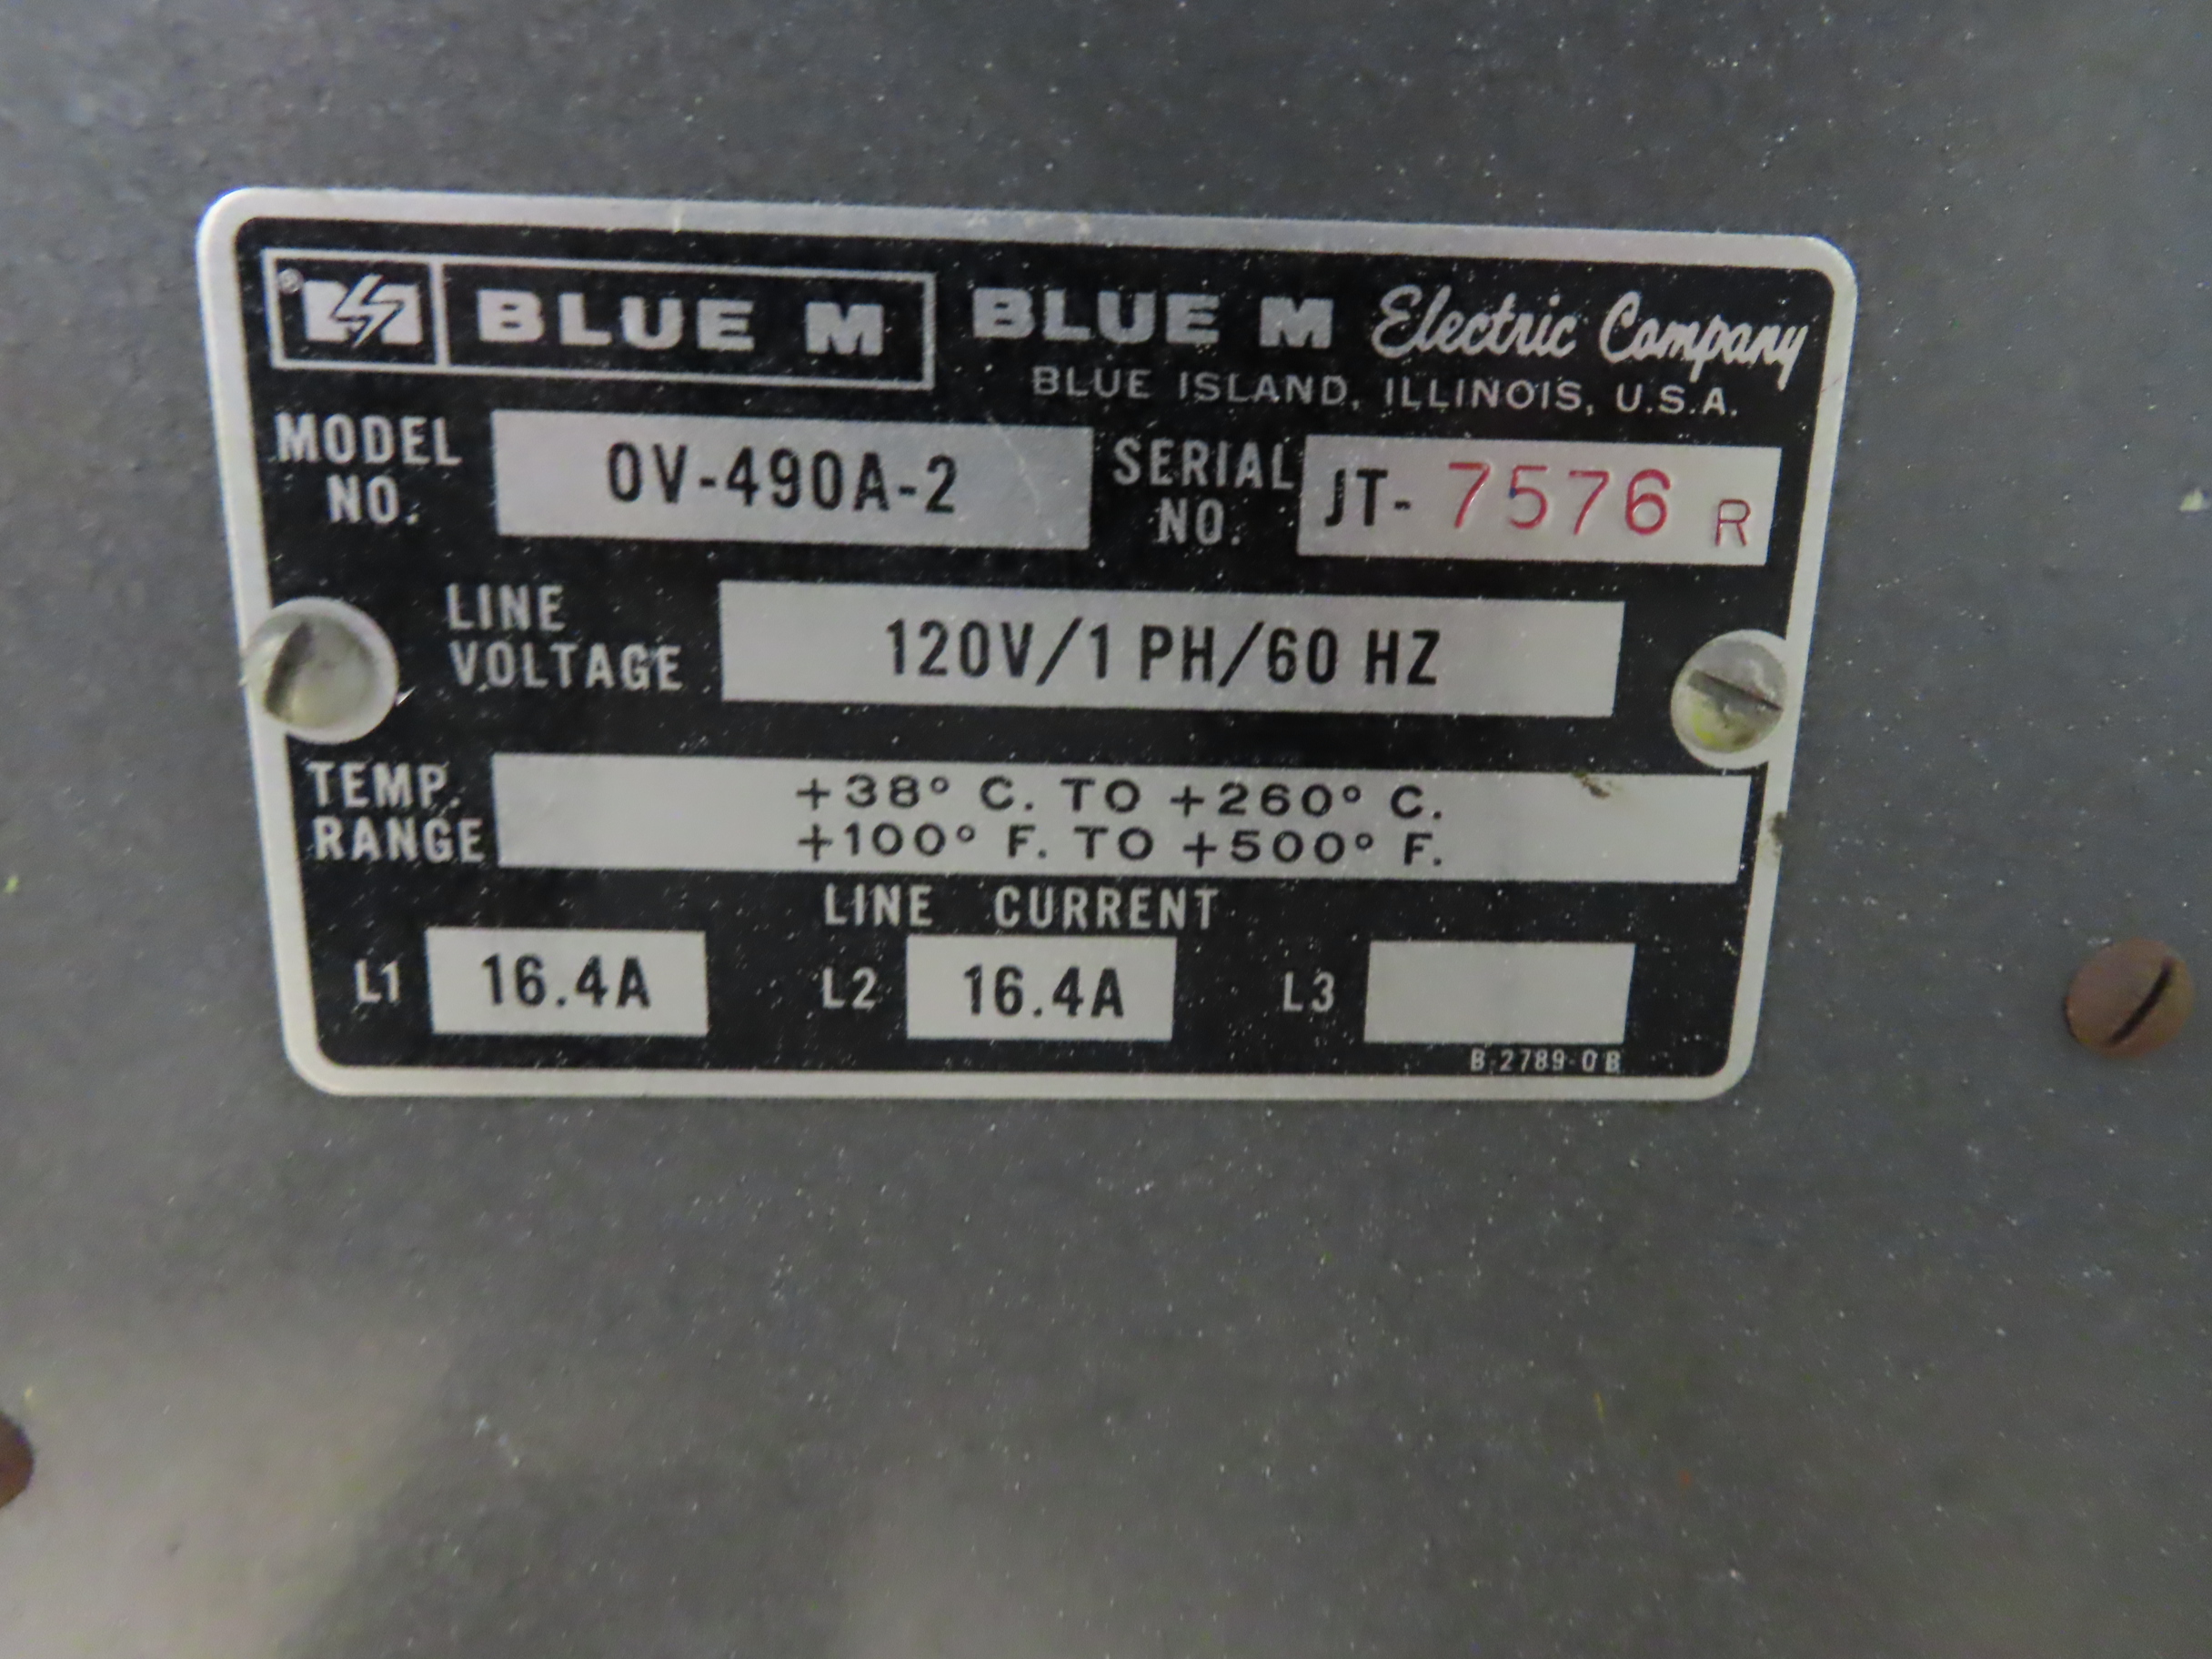 ® BLUE M BLUE M Electric Company
BLUE ISLAND, ILLINOIS, U.S.A.
MODEL NO. OV-490A-2 SERIAL NO. JT-7576 R
LINE VOLTAGE 120V/1 PH/60 HZ
TEMP. RANGE +38° C. TO +260° C.
+100° F. TO +500° F.
LINE CURRENT
L1 16.4A L2 16.4A L3
B-2789-0B